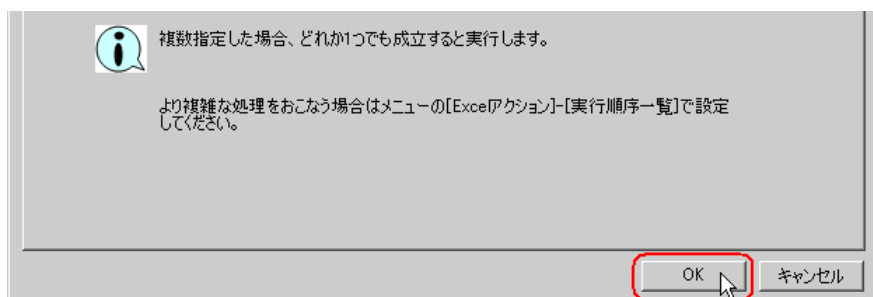 複数指定した場合、どれか1つでも成立すると実行します。
より複雑な処理をおこなう場合はメニューの[Excelアクション]-[実行順序一覧]で設定
してください。
OK
キャンセル